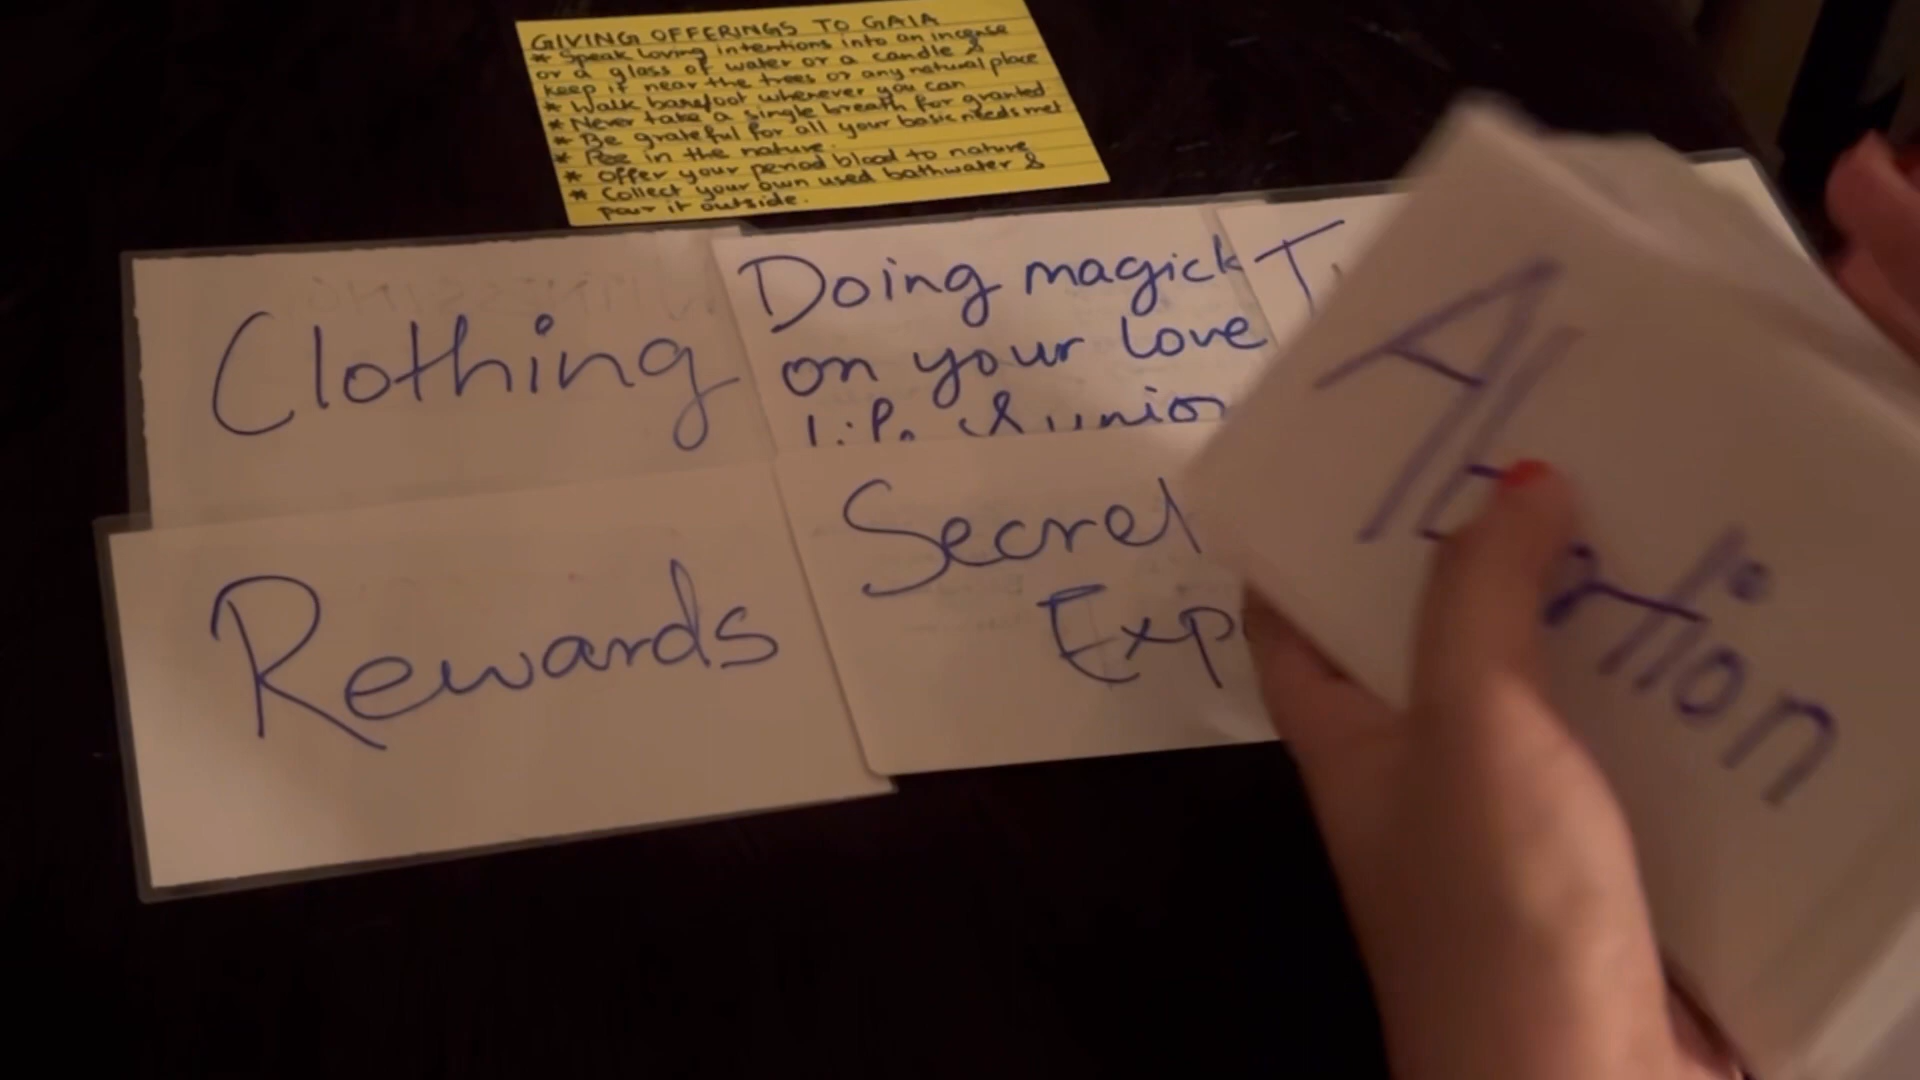 GIVING OFFERINGS TO GAIA
* Speak loving intentions into an incense
or a glass of water or a candle &
keep it near the trees or any natural place
* Walk barefoot wherever you can
* Never take a single breath for granted
* Be grateful for all your basic needs met
* Pee in the nature.
* Offer your period blood to nature
* Collect your own used bathwater &
pour it outside.
Clothing
Doing magick
on your love
union
Rewards
Secret